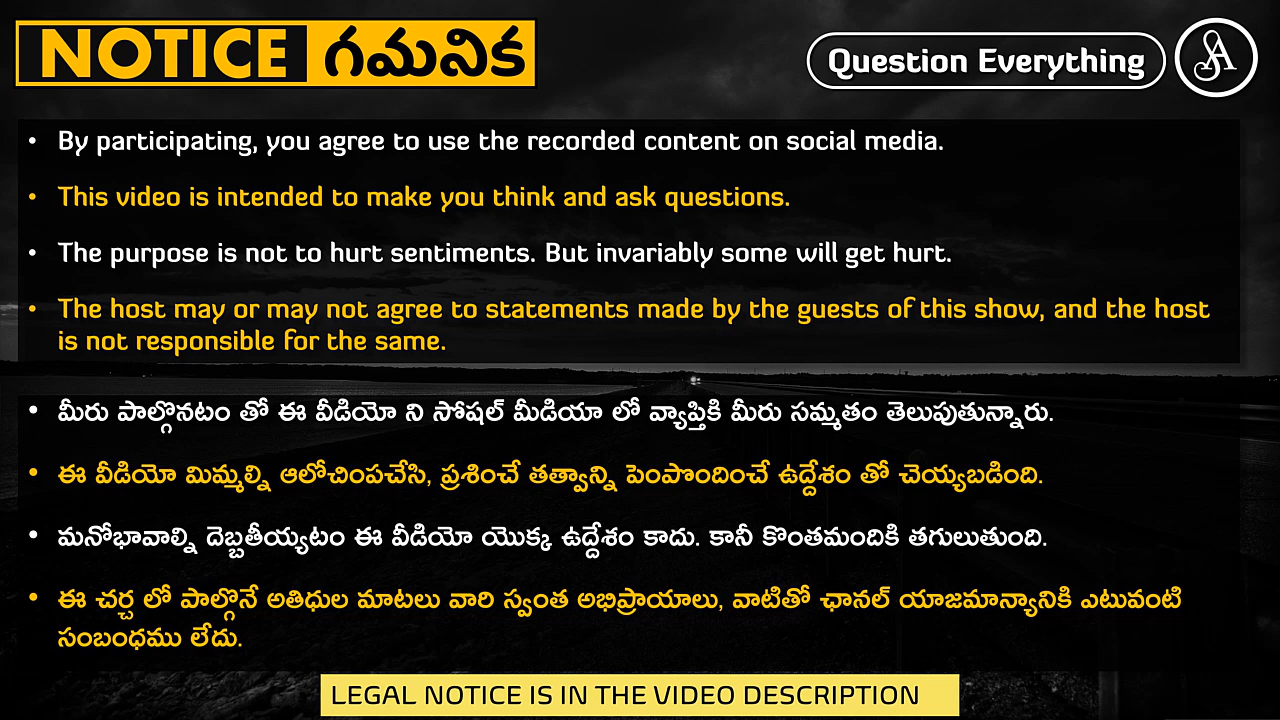 NOTICE గమనిక
Question Everything
• By participating, you agree to use the recorded content on social media.
• This video is intended to make you think and ask questions.
• The purpose is not to hurt sentiments. But invariably some will get hurt.
• The host may or may not agree to statements made by the guests of this show, and the host
is not responsible for the same.
• మీరు పాల్గొనటం తో ఈ వీడియో ని సోషల్ మీడియా లో వ్యాప్తికి మీరు సమ్మతం తెలుపుతున్నారు.
• ఈ వీడియో మిమ్మల్ని ఆలోచింపచేసి, ప్రశించే తత్వాన్ని పెంపొందించే ఉద్దేశం తో చెయ్యబడింది.
• మనోభావాల్ని దెబ్బతీయ్యటం ఈ వీడియో యొక్క ఉద్దేశం కాదు. కానీ కొంతమందికి తగులుతుంది.
• ఈ చర్చ లో పాల్గొనే అతిధుల మాటలు వారి స్వంత అభిప్రాయాలు, వాటితో ఛానల్ యాజమాన్యానికి ఎటువంటి
సంబంధము లేదు.
LEGAL NOTICE IS IN THE VIDEO DESCRIPTION